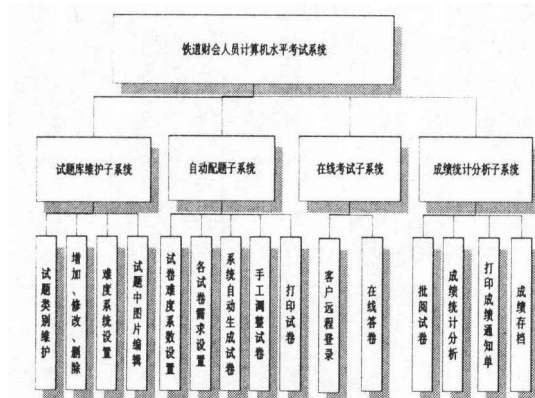 铁道财会人员计算机水平考试系统
试题库维护子系统
自动配题子系统
在线考试子系统
成绩统计分析子系统
试题类别维护
增加、修改、删除
难度系统设置
试题中图片编辑
试卷难度系数设置
各试卷需求设置
系统自动生成试卷
手工调整试卷
打印试卷
客户远程登录
在线答卷
批阅试卷
成绩统计分析
打印成绩通知单
成绩存档